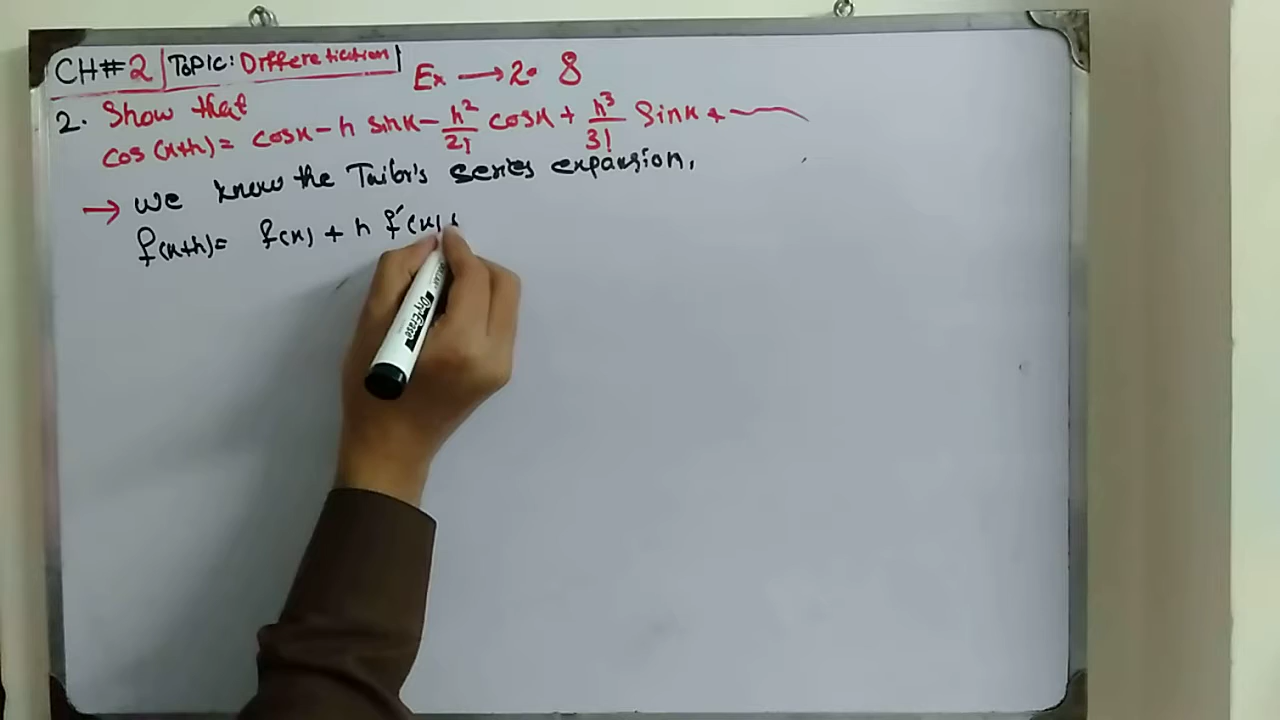 CH#2 | TOPIC: Differentiation | Ex → 2.8
2. Show that
cos(x+h) = cosx - h sinx - h²/2! cosx + h³/3! sinx + ——
→ we know the Tailor's series expansion,
f(x+h) = f(x) + h f'(x) +